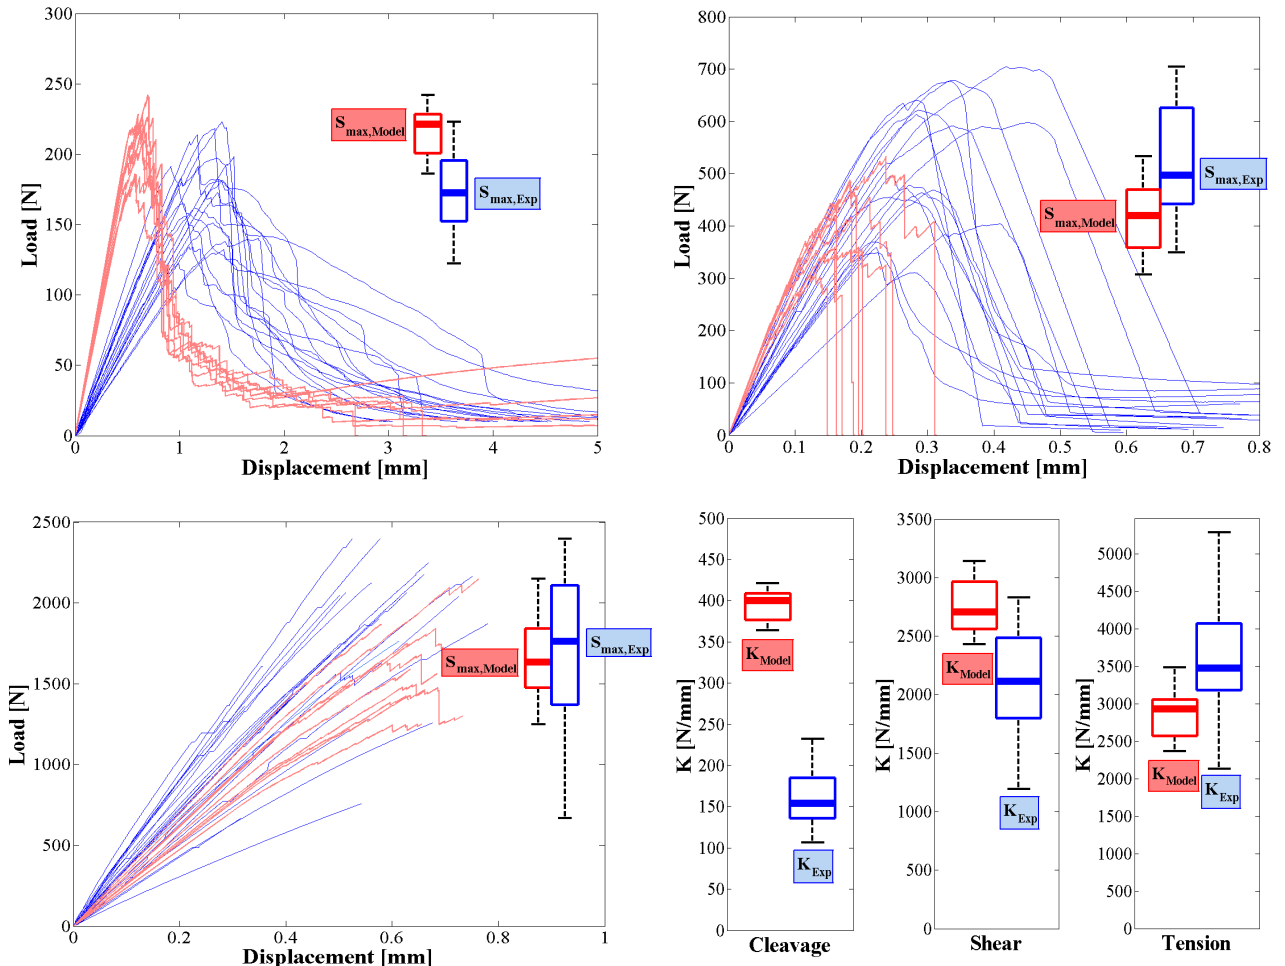 300
250
200
150
100
50
0
Load [N]
0 1 2 3 4 5
Displacement [mm]
S max,Model
S max,Exp
800
700
600
500
400
300
200
100
0
Load [N]
0 0.1 0.2 0.3 0.4 0.5 0.6 0.7 0.8
Displacement [mm]
S max,Model
S max,Exp
2500
2000
1500
1000
500
0
Load [N]
0 0.2 0.4 0.6 0.8 1
Displacement [mm]
S max,Model
S max,Exp
500
450
400
350
300
250
200
150
100
50
0
K [N/mm]
K Model
K Exp
Cleavage
3500
3000
2500
2000
1500
1000
500
0
K [N/mm]
K Model
K Exp
Shear
5000
4500
4000
3500
3000
2500
2000
1500
1000
500
0
K [N/mm]
K Model
K Exp
Tension